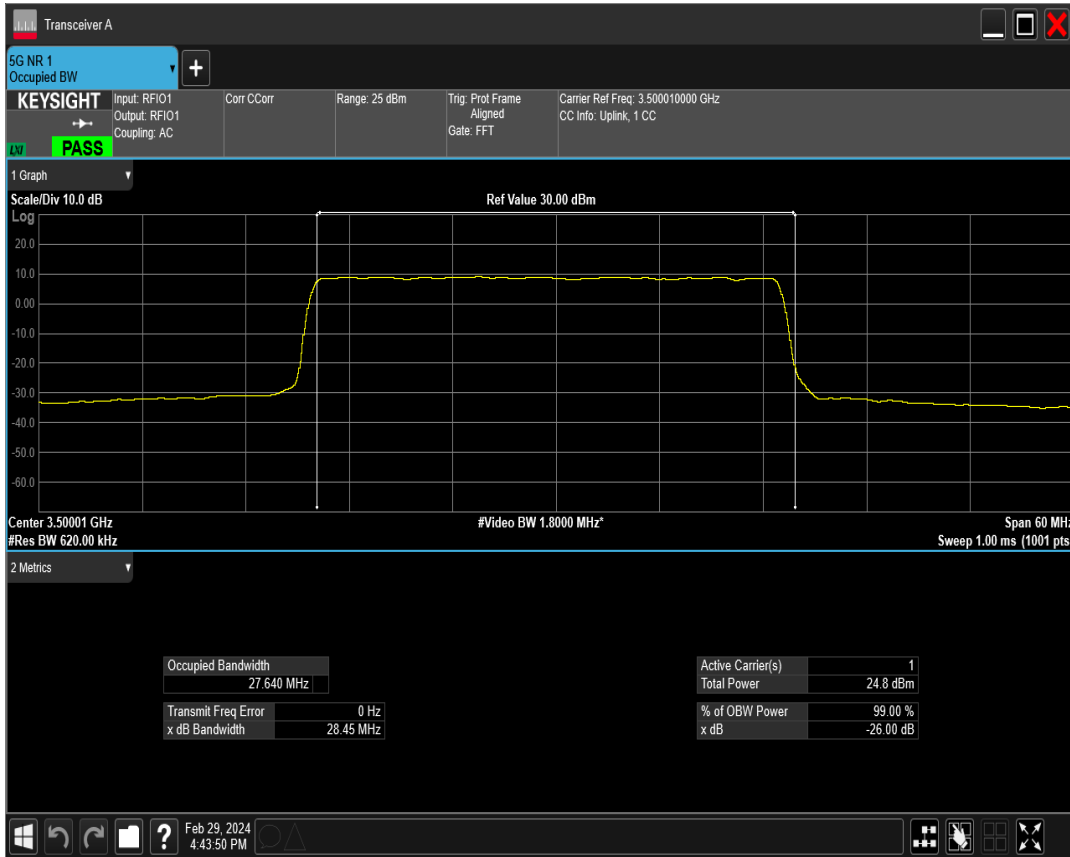 Transceiver A
5G NR 1
Occupied BW
KEYSIGHT
LXI
PASS
Input: RFIO1
Output: RFIO1
Coupling: AC
Corr CCorr
Range: 25 dBm
Trig: Prot Frame
Aligned
Gate: FFT
Carrier Ref Freq: 3.500010000 GHz
CC Info: Uplink, 1 CC
1 Graph
Scale/Div 10.0 dB
Ref Value 30.00 dBm
Log
20.0
10.0
0.00
-10.0
-20.0
-30.0
-40.0
-50.0
-60.0
Center 3.50001 GHz
#Video BW 1.8000 MHz*
Span 60 MHz
#Res BW 620.00 kHz
Sweep 1.00 ms (1001 pts
2 Metrics
Occupied Bandwidth
27.640 MHz
Transmit Freq Error 0 Hz
x dB Bandwidth 28.45 MHz
Active Carrier(s) 1
Total Power 24.8 dBm
% of OBW Power 99.00 %
x dB -26.00 dB
?
Feb 29, 2024
4:43:50 PM